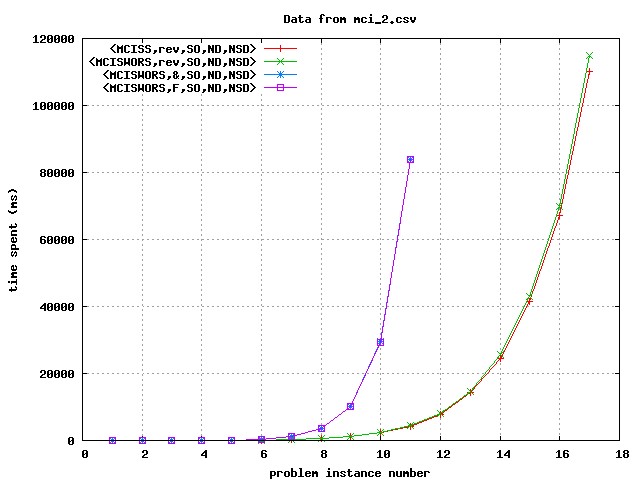 Data from mci_2.csv
<MCISS,rev,SO,ND,NSD>
<MCISWORS,rev,SO,ND,NSD>
<MCISWORS,&,SO,ND,NSD>
<MCISWORS,F,SO,ND,NSD>
120000
100000
80000
60000
40000
20000
0
time spent (ms)
0 2 4 6 8 10 12 14 16 18
problem instance number